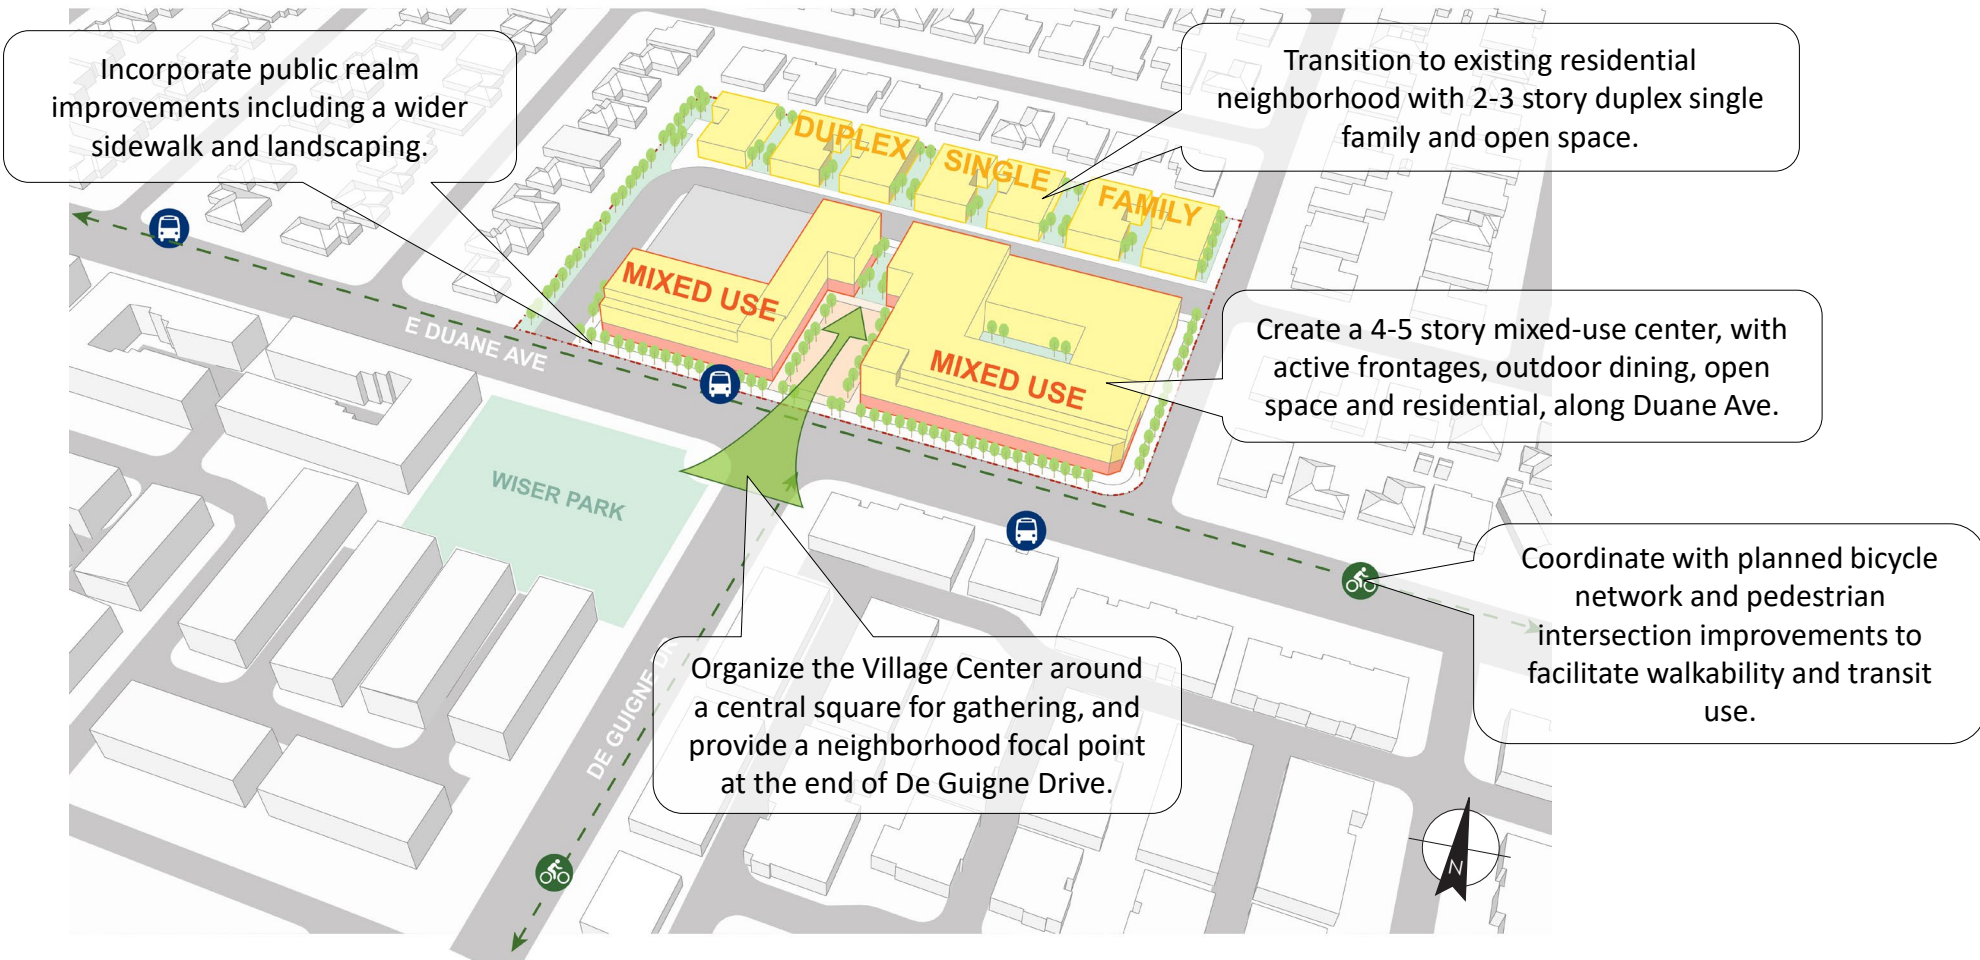 Incorporate public realm
improvements including a wider
sidewalk and landscaping.
Transition to existing residential
neighborhood with 2-3 story duplex single
family and open space.
DUPLEX
SINGLE
FAMILY
MIXED USE
MIXED USE
E DUANE AVE
Create a 4-5 story mixed-use center, with
active frontages, outdoor dining, open
space and residential, along Duane Ave.
WISER PARK
Coordinate with planned bicycle
network and pedestrian
intersection improvements to
facilitate walkability and transit
use.
DE GUIGNE
Organize the Village Center around
a central square for gathering, and
provide a neighborhood focal point
at the end of De Guigne Drive.
N